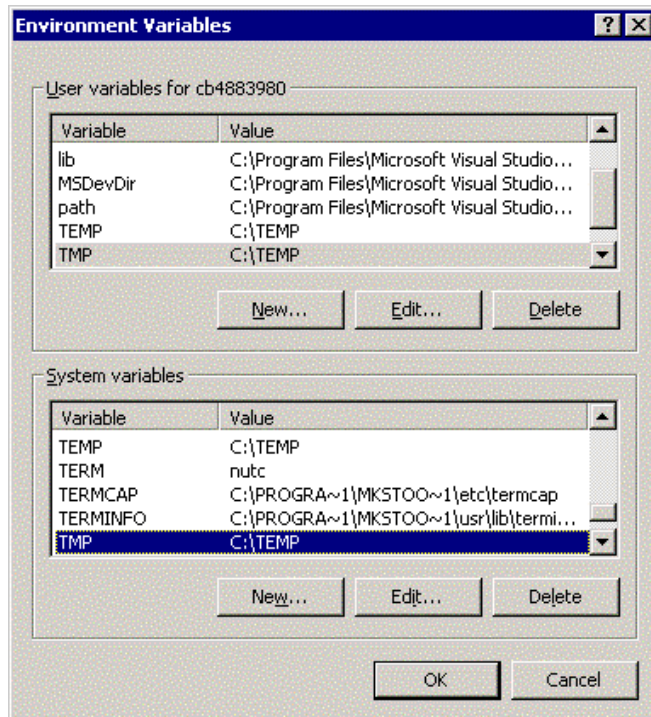 Environment Variables
User variables for cb4883980
Variable Value
lib C:\Program Files\Microsoft Visual Studio...
MSDevDir C:\Program Files\Microsoft Visual Studio...
path C:\Program Files\Microsoft Visual Studio...
TEMP C:\TEMP
TMP C:\TEMP
New... Edit... Delete
System variables
Variable Value
TEMP C:\TEMP
TERM nutc
TERMCAP C:\PROGRA~1\MKSTOO~1\etc\termcap
TERMINFO C:\PROGRA~1\MKSTOO~1\usr\lib\termi...
TMP C:\TEMP
New... Edit... Delete
OK Cancel